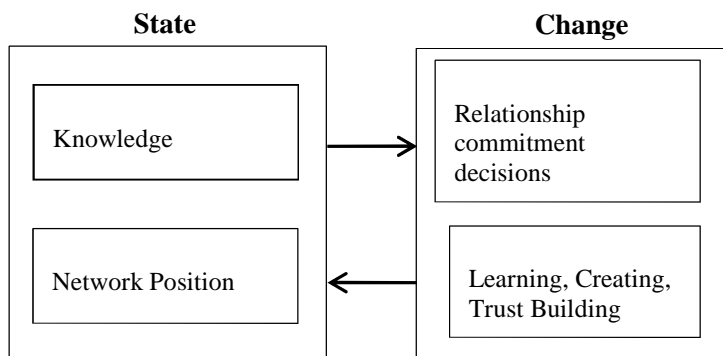 State
Change
Knowledge
Relationship
commitment
decisions
Network Position
Learning, Creating,
Trust Building